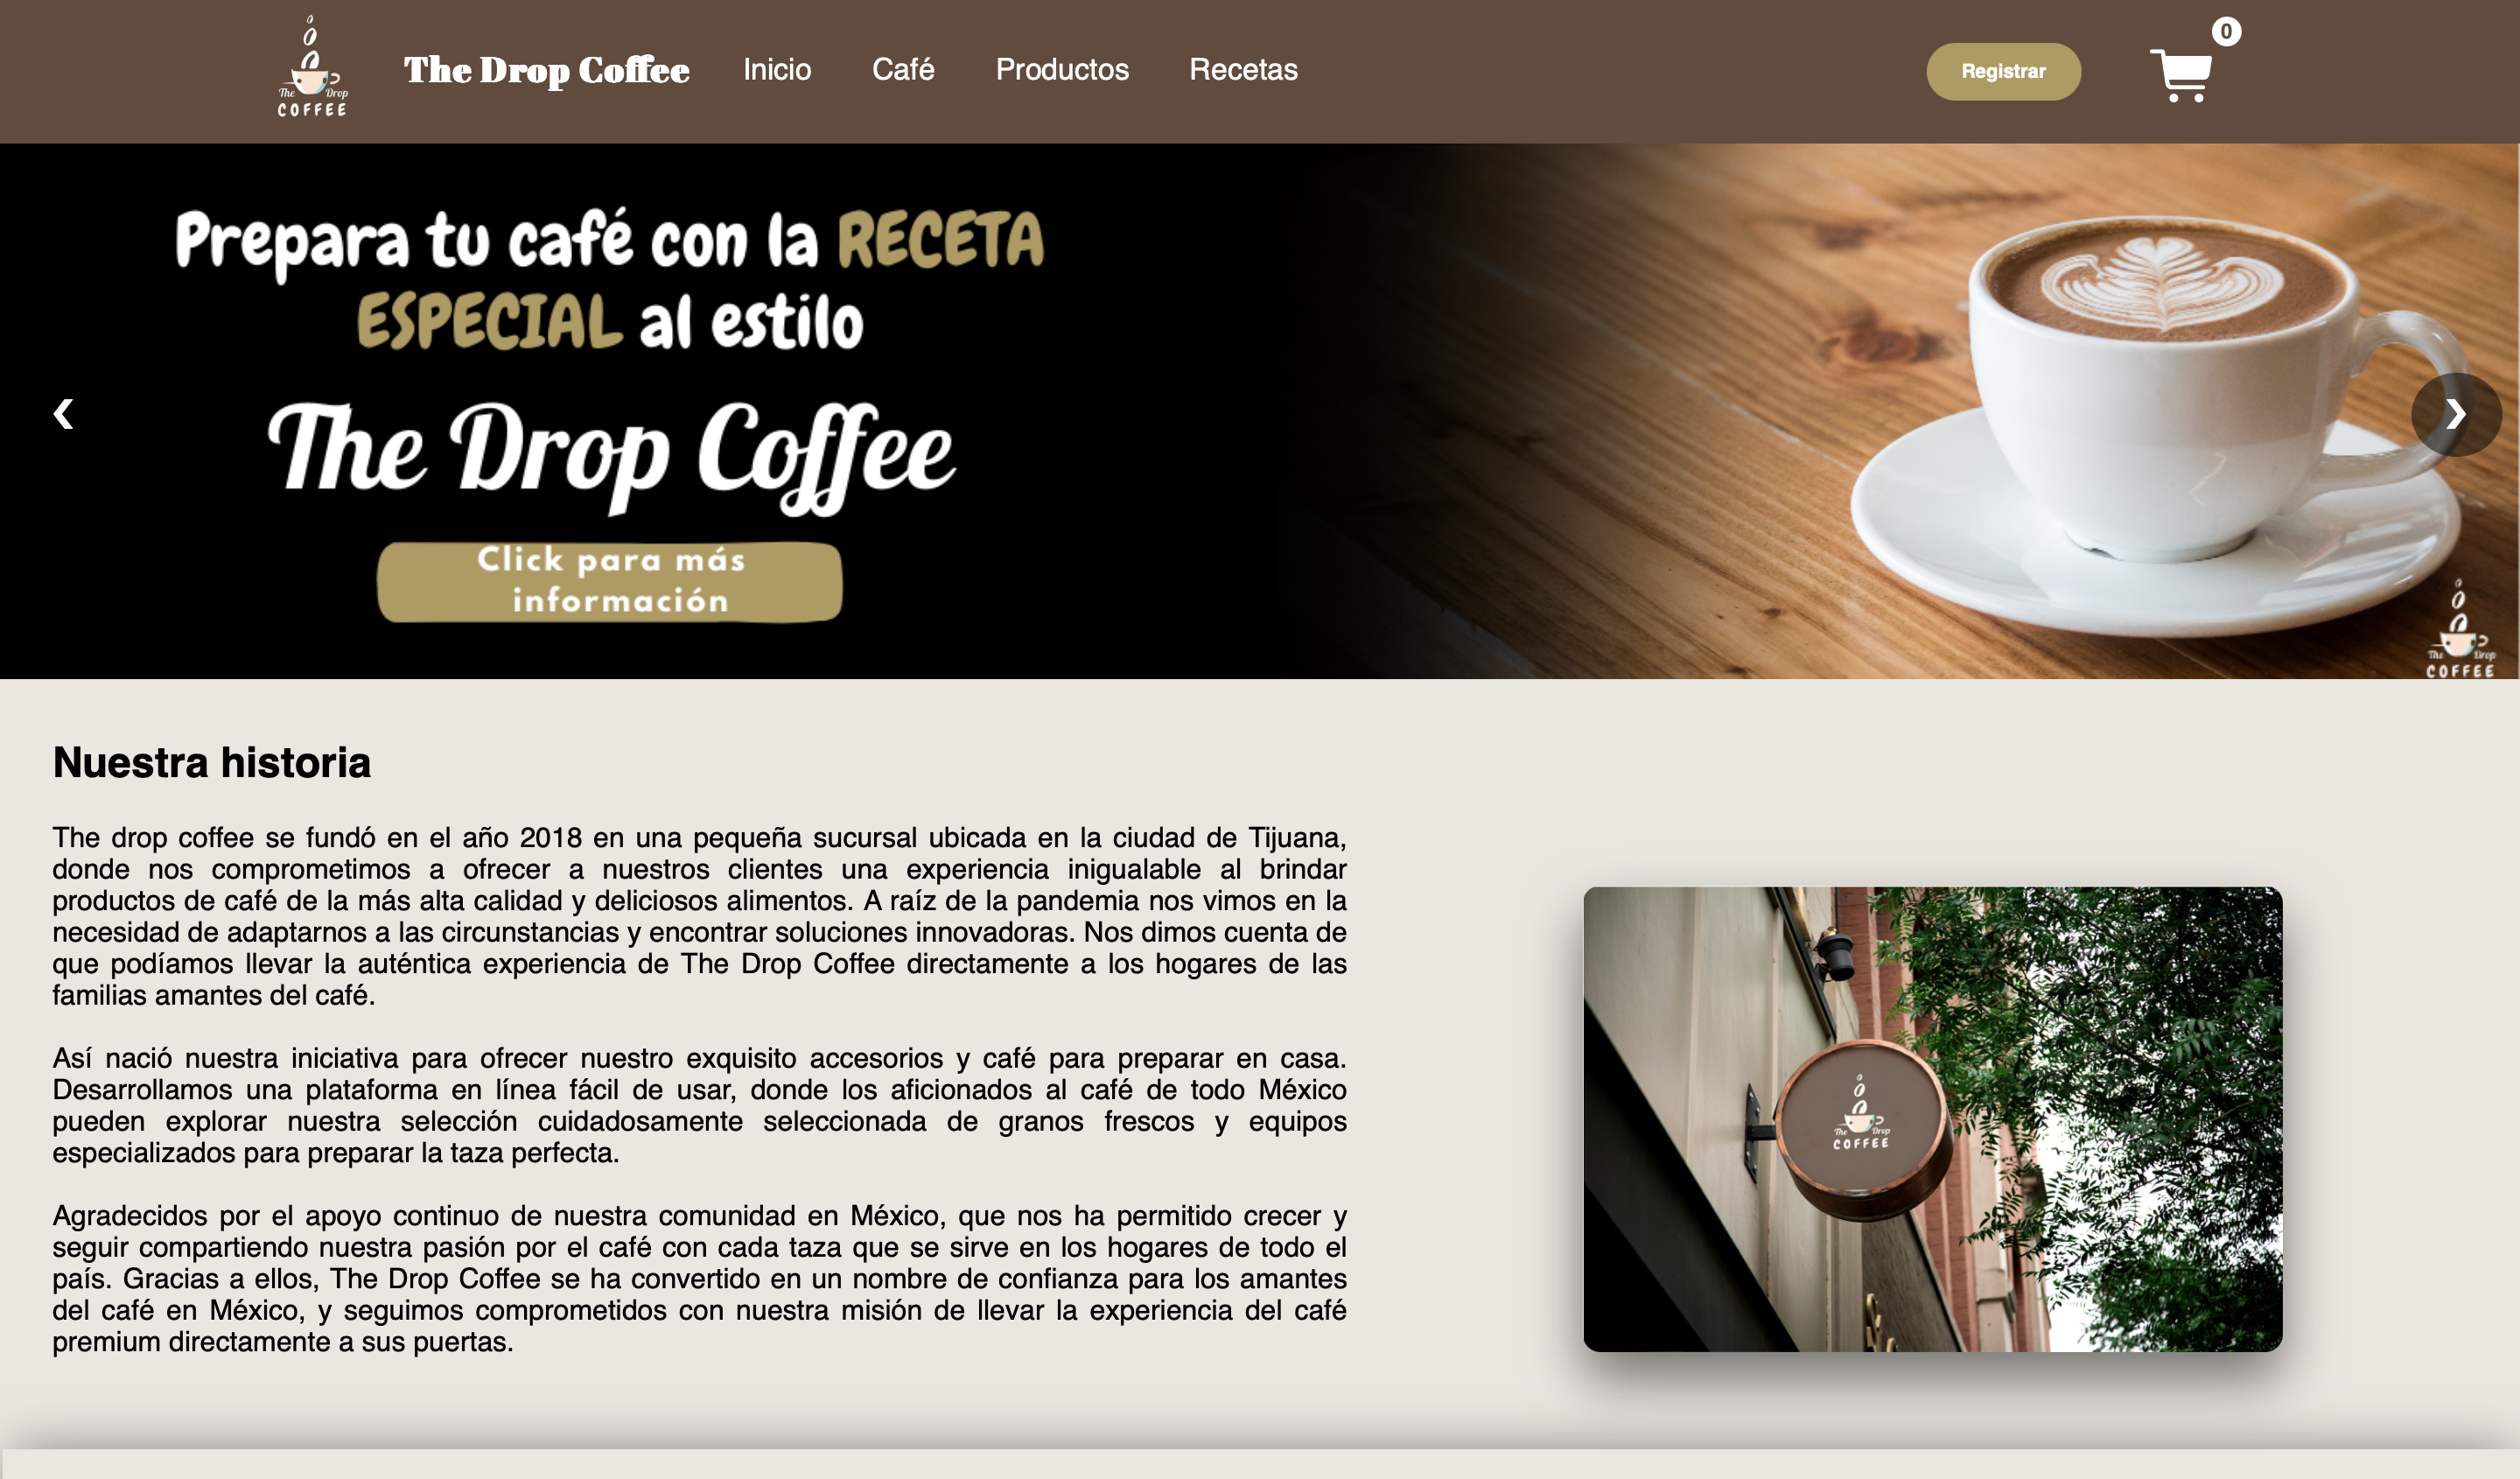 The Drop
COFFEE
The Drop Coffee
Inicio
Café
Productos
Recetas
Registrar
0
Prepara tu café con la RECETA
ESPECIAL al estilo
The Drop Coffee
Click para más
información
The Drop
COFFEE
Nuestra historia
The drop coffee se fundó en el año 2018 en una pequeña sucursal ubicada en la ciudad de Tijuana,
donde nos comprometimos a ofrecer a nuestros clientes una experiencia inigualable al brindar
productos de café de la más alta calidad y deliciosos alimentos. A raíz de la pandemia nos vimos en la
necesidad de adaptarnos a las circunstancias y encontrar soluciones innovadoras. Nos dimos cuenta de
que podíamos llevar la auténtica experiencia de The Drop Coffee directamente a los hogares de las
familias amantes del café.
Así nació nuestra iniciativa para ofrecer nuestro exquisito accesorios y café para preparar en casa.
Desarrollamos una plataforma en línea fácil de usar, donde los aficionados al café de todo México
pueden explorar nuestra selección cuidadosamente seleccionada de granos frescos y equipos
especializados para preparar la taza perfecta.
Agradecidos por el apoyo continuo de nuestra comunidad en México, que nos ha permitido crecer y
seguir compartiendo nuestra pasión por el café con cada taza que se sirve en los hogares de todo el
país. Gracias a ellos, The Drop Coffee se ha convertido en un nombre de confianza para los amantes
del café en México, y seguimos comprometidos con nuestra misión de llevar la experiencia del café
premium directamente a sus puertas.
The Drop
COFFEE